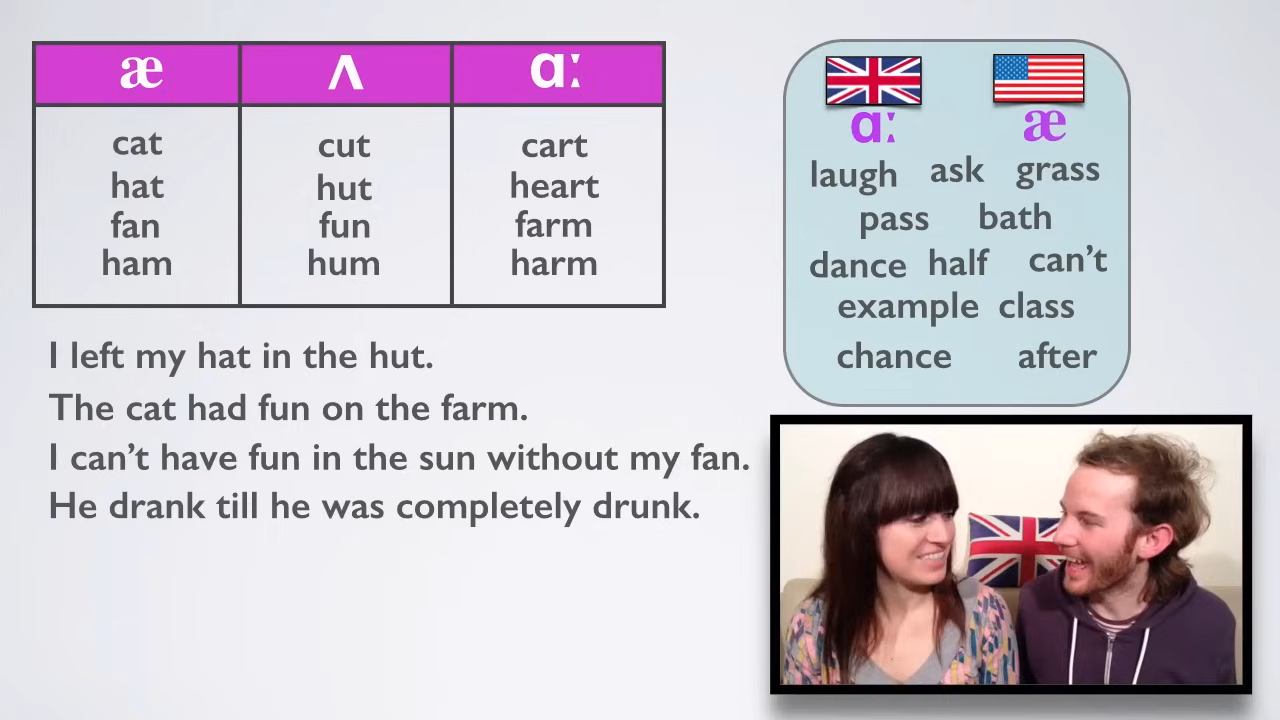 æ ʌ ɑː
cat cut cart
hat hut heart
fan fun farm
ham hum harm
ɑː æ
laugh ask grass
pass bath
dance half can’t
example class
chance after
I left my hat in the hut.
The cat had fun on the farm.
I can’t have fun in the sun without my fan.
He drank till he was completely drunk.